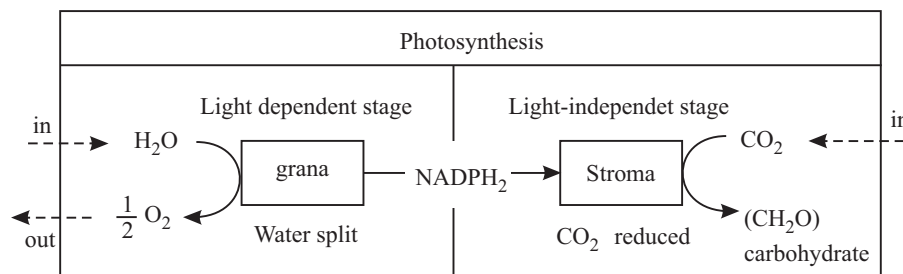 Photosynthesis
Light dependent stage
Light-independet stage
in
H₂O
grana
NADPH₂
Stroma
CO₂
in
out
1/2 O₂
Water split
CO₂ reduced
(CH₂O)
carbohydrate